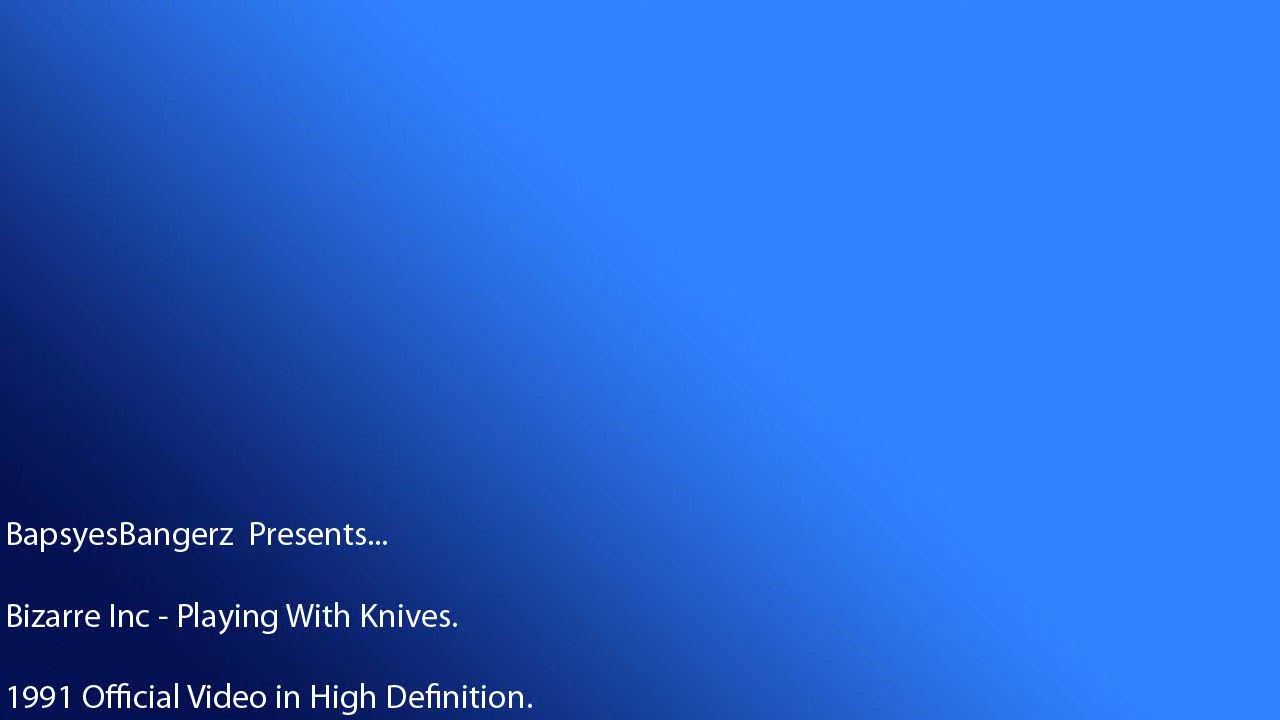 BapsyesBangerz  Presents...
Bizarre Inc - Playing With Knives.
1991 Official Video in High Definition.